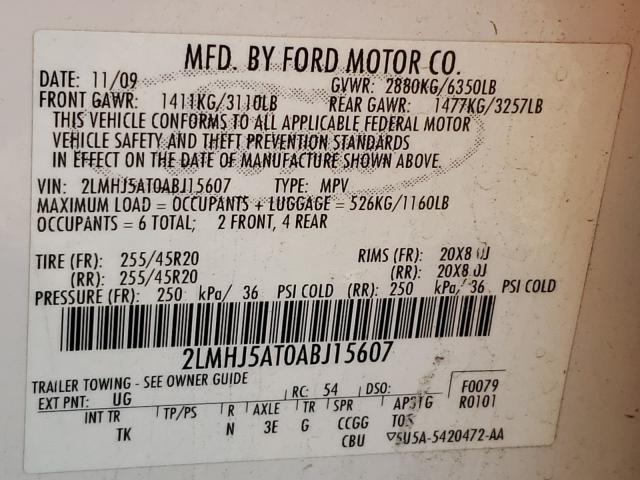 MFD. BY FORD MOTOR CO.
DATE: 11/09 GVWR: 2880KG/6350LB
FRONT GAWR: 1411KG/3110LB REAR GAWR: 1477KG/3257LB
THIS VEHICLE CONFORMS TO ALL APPLICABLE FEDERAL MOTOR
VEHICLE SAFETY AND THEFT PREVENTION STANDARDS
IN EFFECT ON THE DATE OF MANUFACTURE SHOWN ABOVE.
VIN: 2LMHJ5AT0ABJ15607 TYPE: MPV
MAXIMUM LOAD = OCCUPANTS + LUGGAGE = 526KG/1160LB
OCCUPANTS = 6 TOTAL; 2 FRONT, 4 REAR
TIRE (FR): 255/45R20 RIMS (FR): 20X8.0J
(RR): 255/45R20 (RR): 20X8.0J
PRESSURE (FR): 250 kPa/ 36 PSI COLD (RR): 250 kPa/ 36 PSI COLD
2LMHJ5AT0ABJ15607
TRAILER TOWING - SEE OWNER GUIDE
EXT PNT: UG RC: 54 DSO: F0079
INT TR TP/PS R AXLE TR SPR R0101
TK N 3E G CCGG
CBU ▽5U5A-5420472-AA